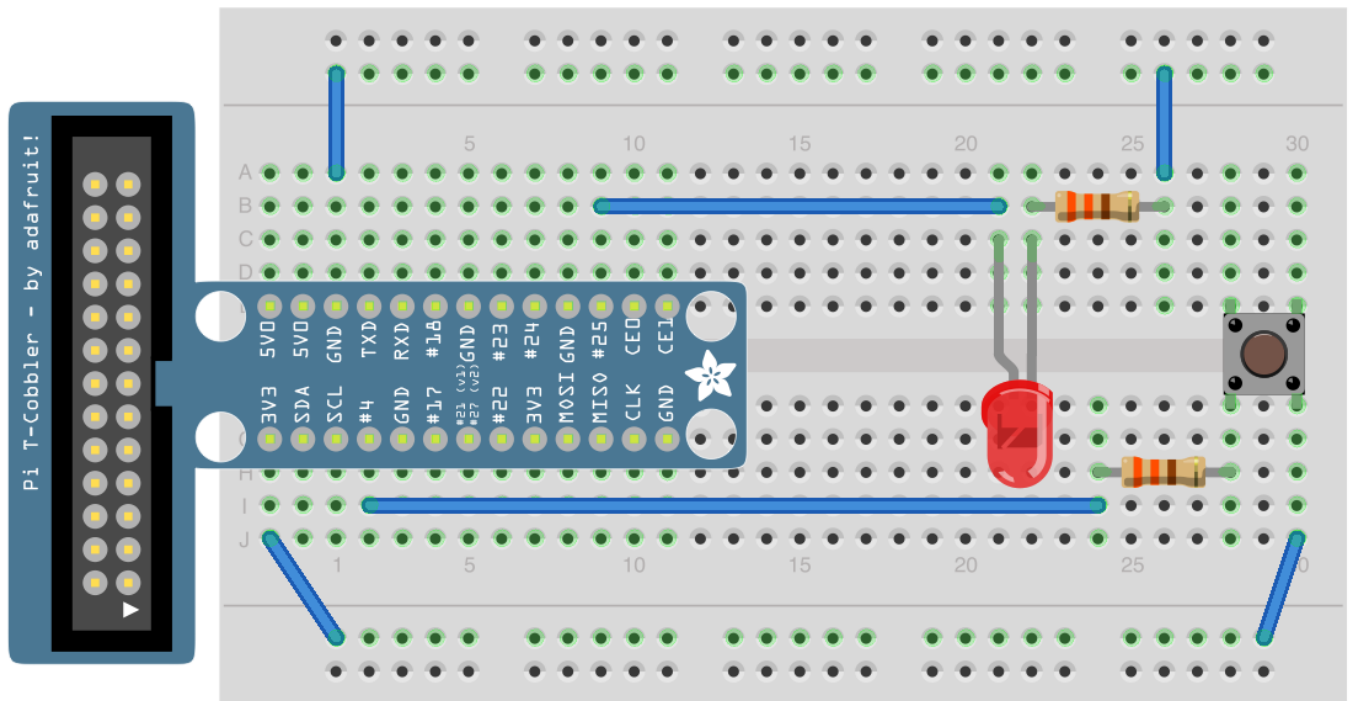 5 10 15 20 25 30
A
B
C
D
5V0 5V0 GND TXD RXD #18 GND #23 #24 GND #25 CE0 CE1
3V3 SDA SCL #4 GND #17 #21 (v1) #27 (v2) #22 3V3 MOSI MISO CLK GND
H
I
J
1 5 10 15 20 25 0
Pi T-Cobbler - by adafruit!